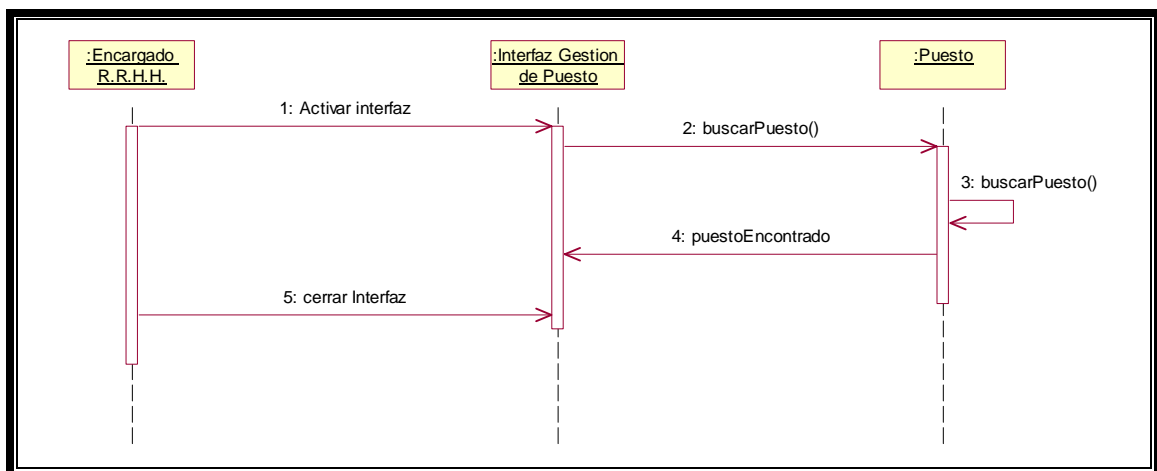 :Encargado
R.R.H.H.
:Interfaz Gestion
de Puesto
:Puesto
1: Activar interfaz
2: buscarPuesto()
3: buscarPuesto()
4: puestoEncontrado
5: cerrar Interfaz